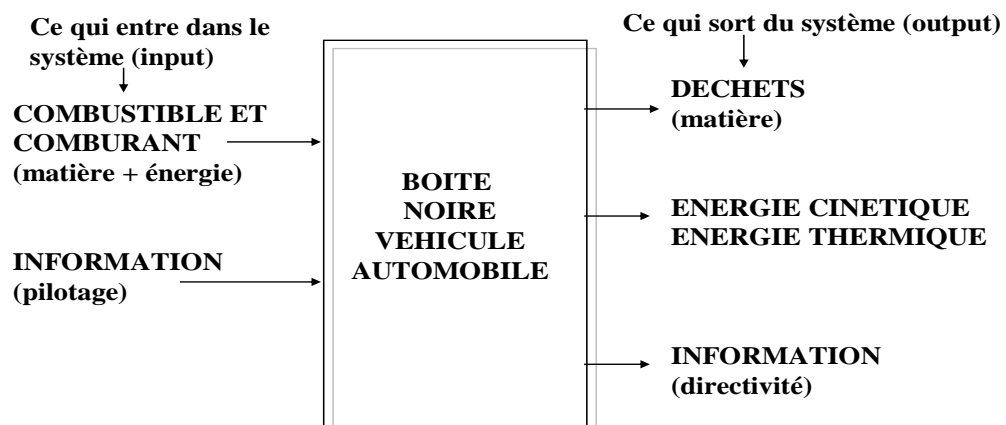 Ce qui entre dans le
système (input)
COMBUSTIBLE ET
COMBURANT
(matière + énergie)
INFORMATION
(pilotage)
BOITE
NOIRE
VEHICULE
AUTOMOBILE
Ce qui sort du système (output)
DECHETS
(matière)
ENERGIE CINETIQUE
ENERGIE THERMIQUE
INFORMATION
(directivité)